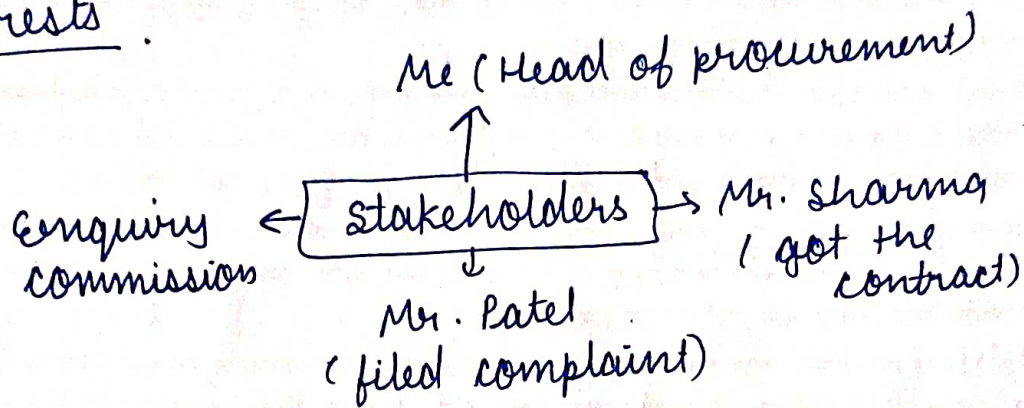 rests
Me (Head of procurement)
Enquiry
commission
stakeholders
Mr. Sharma
(got the
contract)
Mr. Patel
(filed complaint)